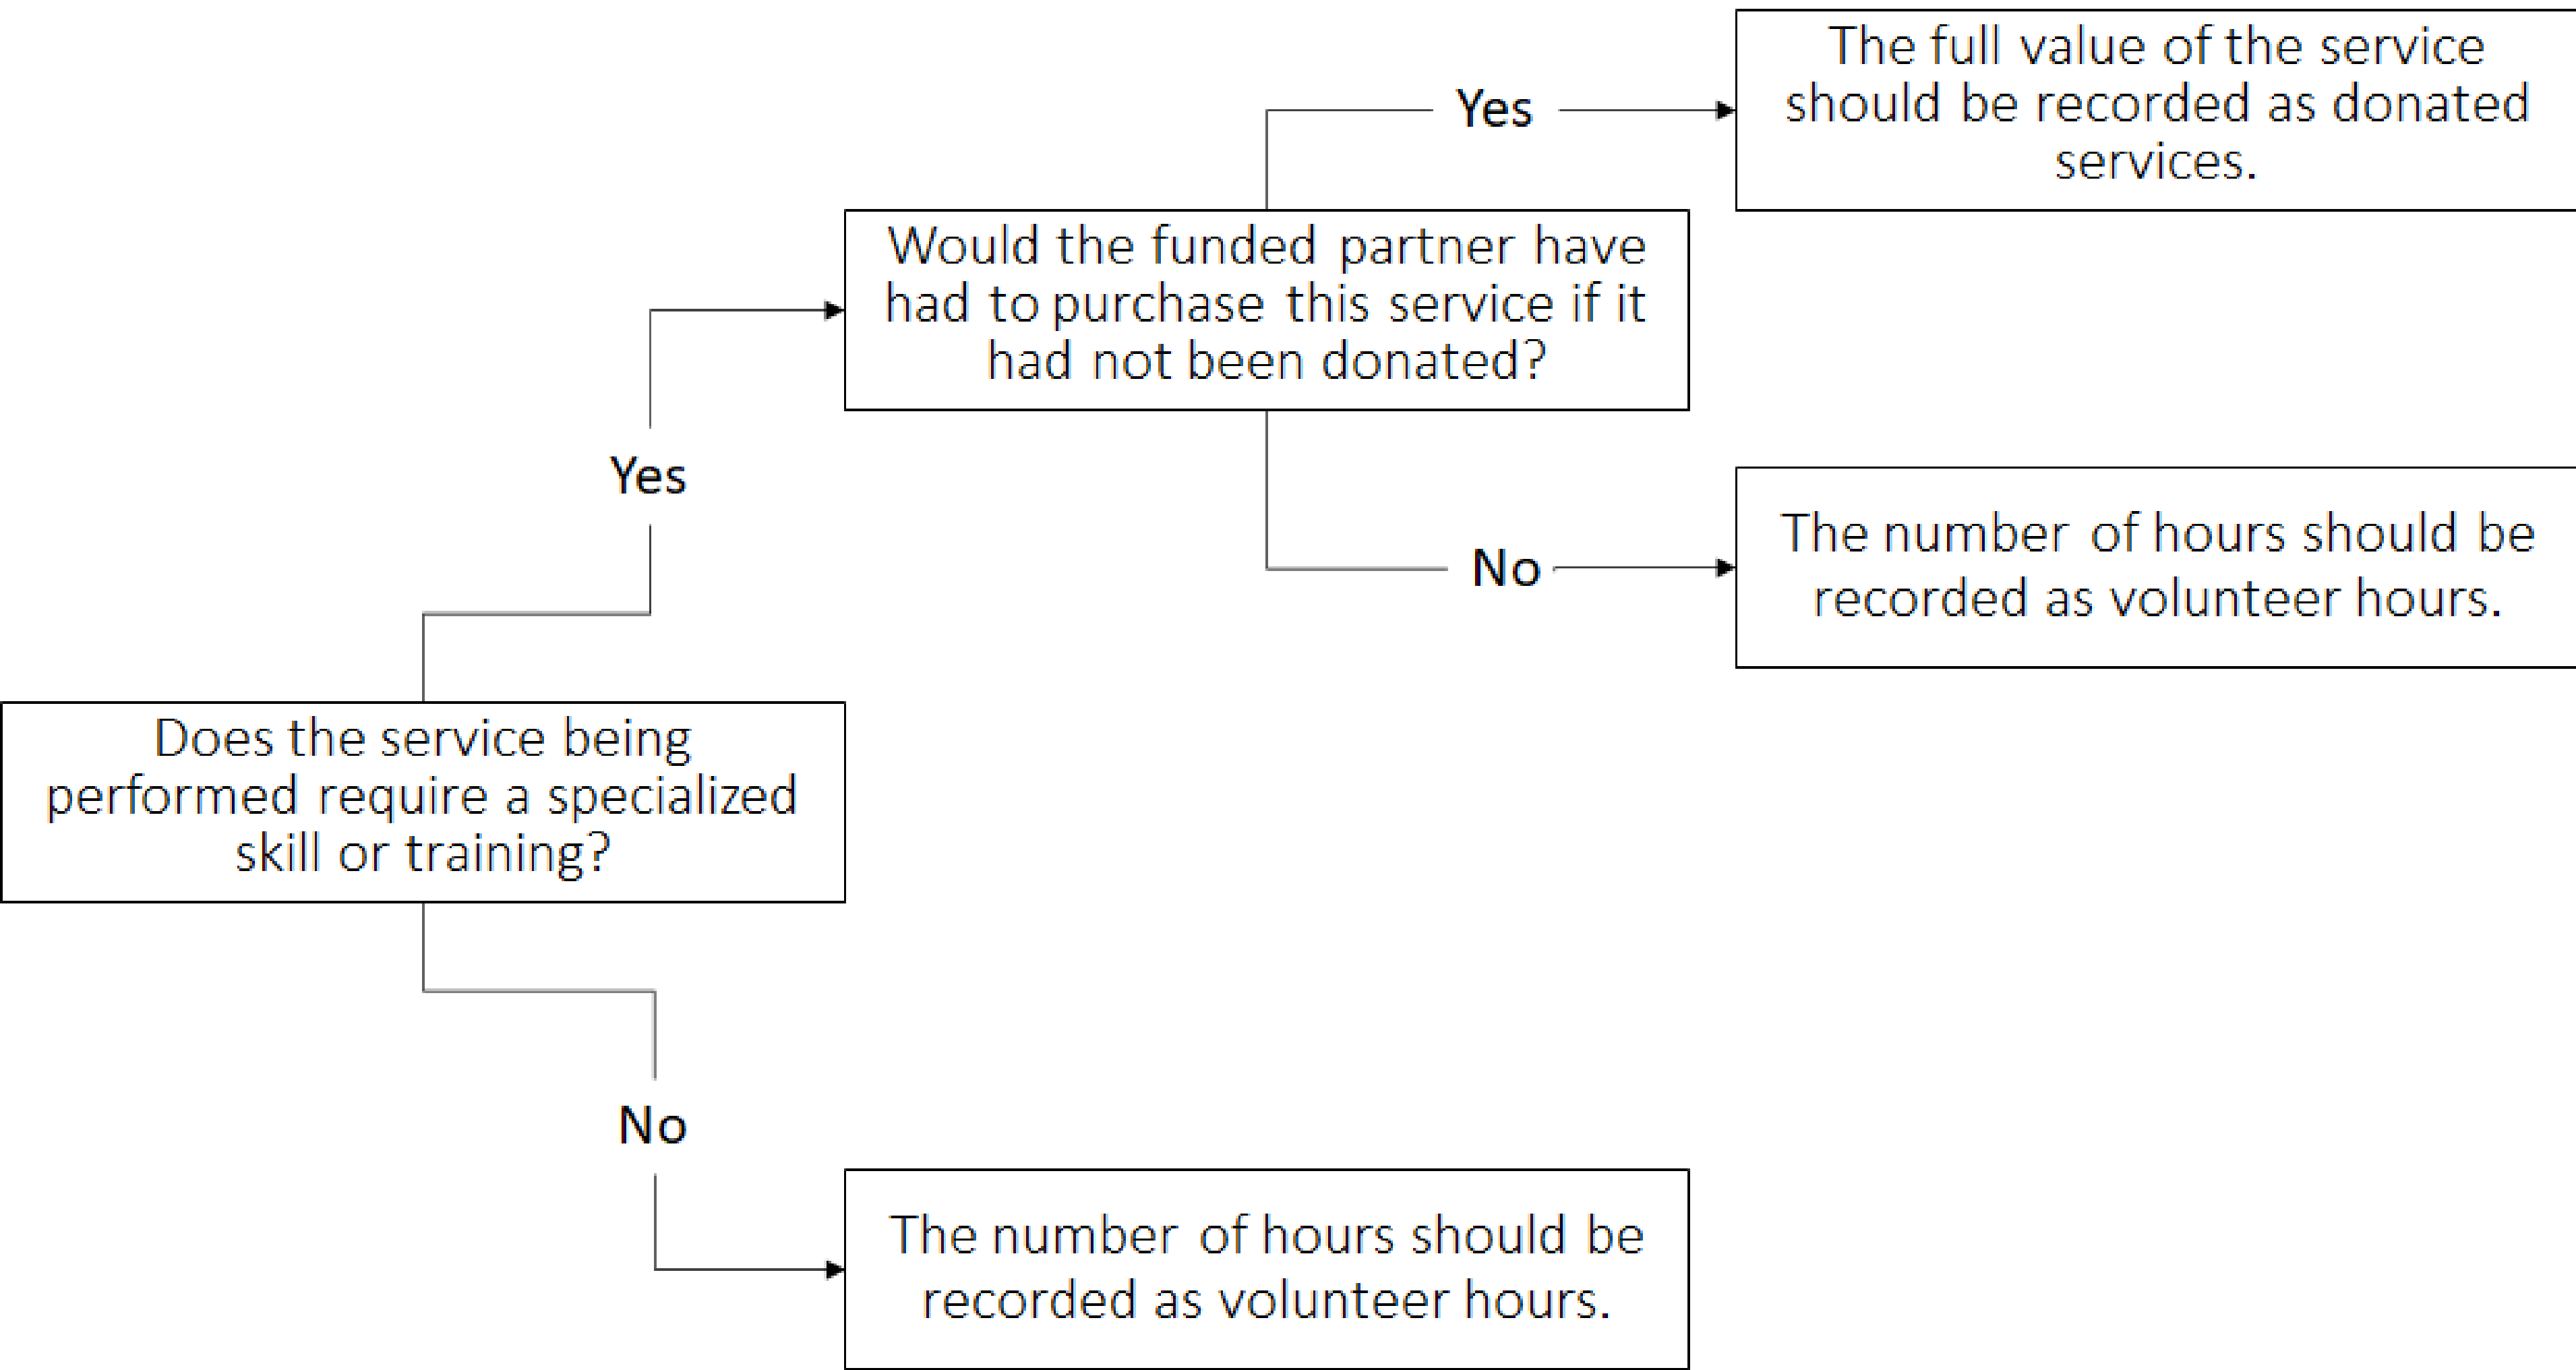 The full value of the service
should be recorded as donated
services.
Yes
Would the funded partner have
had to purchase this service if it
had not been donated?
Yes
No
The number of hours should be
recorded as volunteer hours.
Does the service being
performed require a specialized
skill or training?
No
The number of hours should be
recorded as volunteer hours.